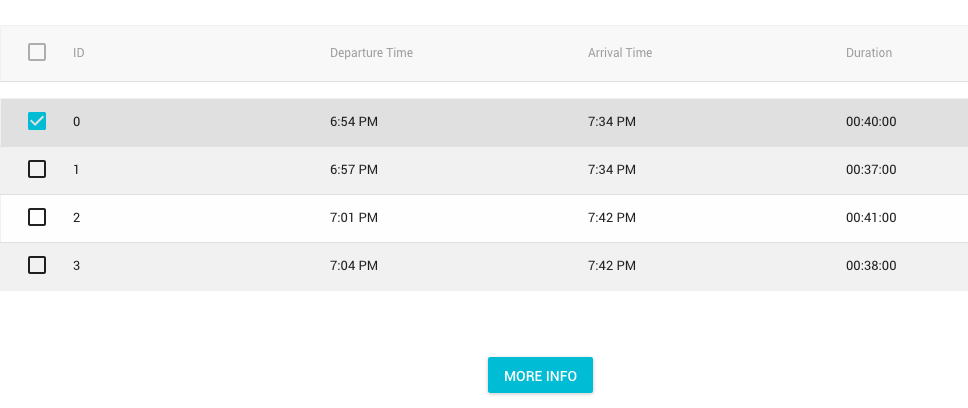 ID Departure Time Arrival Time Duration
0 6:54 PM 7:34 PM 00:40:00
1 6:57 PM 7:34 PM 00:37:00
2 7:01 PM 7:42 PM 00:41:00
3 7:04 PM 7:42 PM 00:38:00
MORE INFO